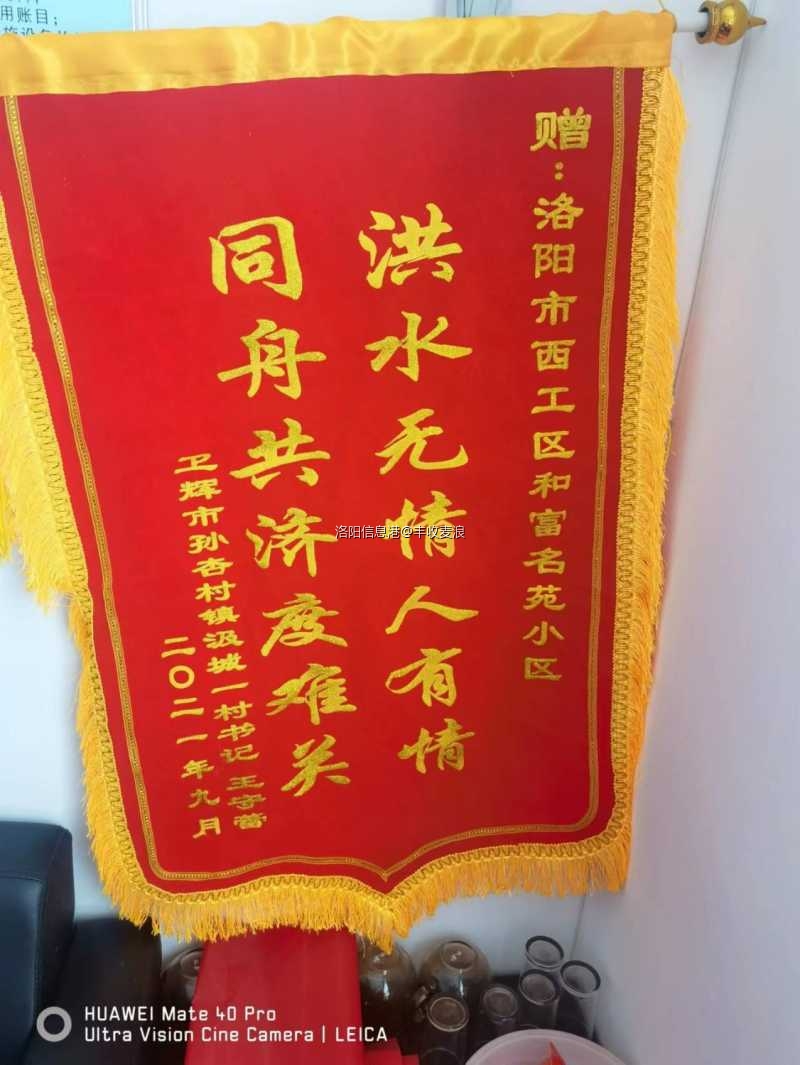 用账目;
赠:洛阳市西工区和富名苑小区
洪水无情人有情
同舟共济度难关
卫辉市孙杏村镇汲城一村书记
二〇二一年九月
洛阳信息港@丰收麦浪
HUAWEI Mate 40 Pro
Ultra Vision Cine Camera | LEICA